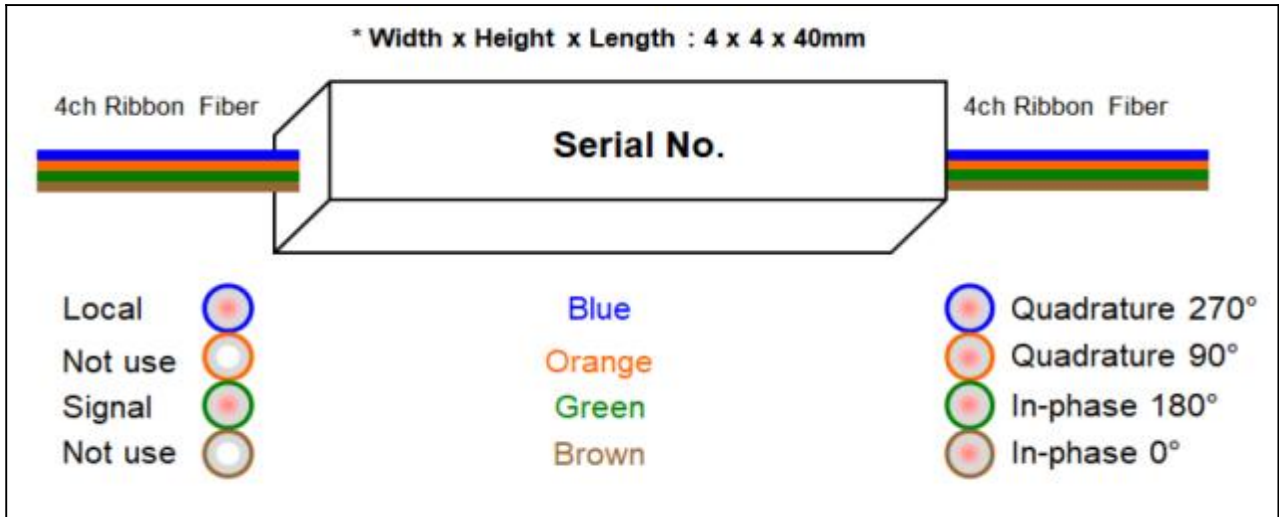 * Width x Height x Length : 4 x 4 x 40mm
4ch Ribbon Fiber
4ch Ribbon Fiber
Serial No.
Local Blue Quadrature 270°
Not use Orange Quadrature 90°
Signal Green In-phase 180°
Not use Brown In-phase 0°